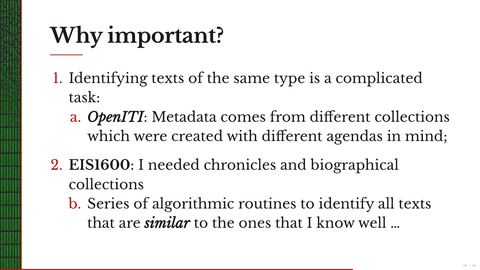 Why important?
1. Identifying texts of the same type is a complicated
task:
a. OpenITI: Metadata comes from different collections
which were created with different agendas in mind;
2. EIS1600: I needed chronicles and biographical
collections
b. Series of algorithmic routines to identify all texts
that are similar to the ones that I know well …